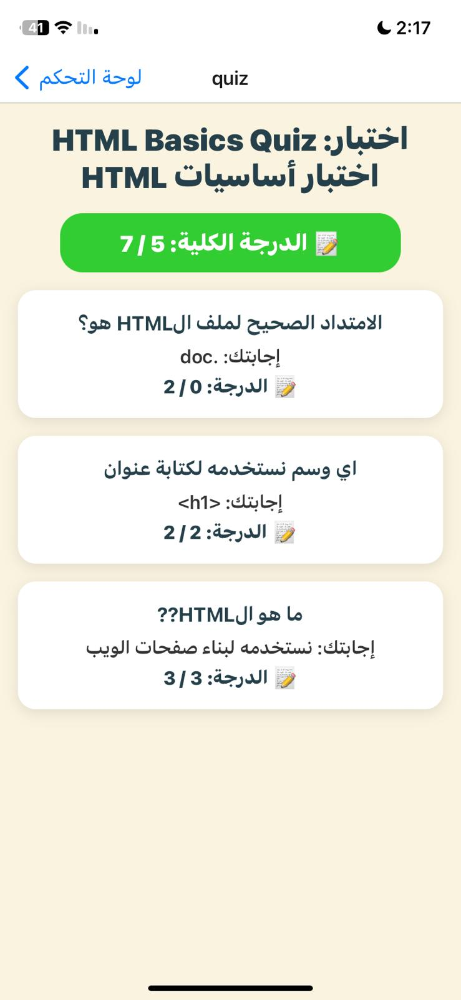 2:17
41
لوحة التحكم
quiz
اختبار: HTML Basics Quiz
اختبار أساسيات HTML
📝 الدرجة الكلية: 5 / 7
الامتداد الصحيح لملف الHTML هو؟
إجابتك: .doc
📝 الدرجة: 0 / 2
اي وسم نستخدمه لكتابة عنوان
إجابتك: <h1>
📝 الدرجة: 2 / 2
ما هو الHTML??
إجابتك: نستخدمه لبناء صفحات الويب
📝 الدرجة: 3 / 3